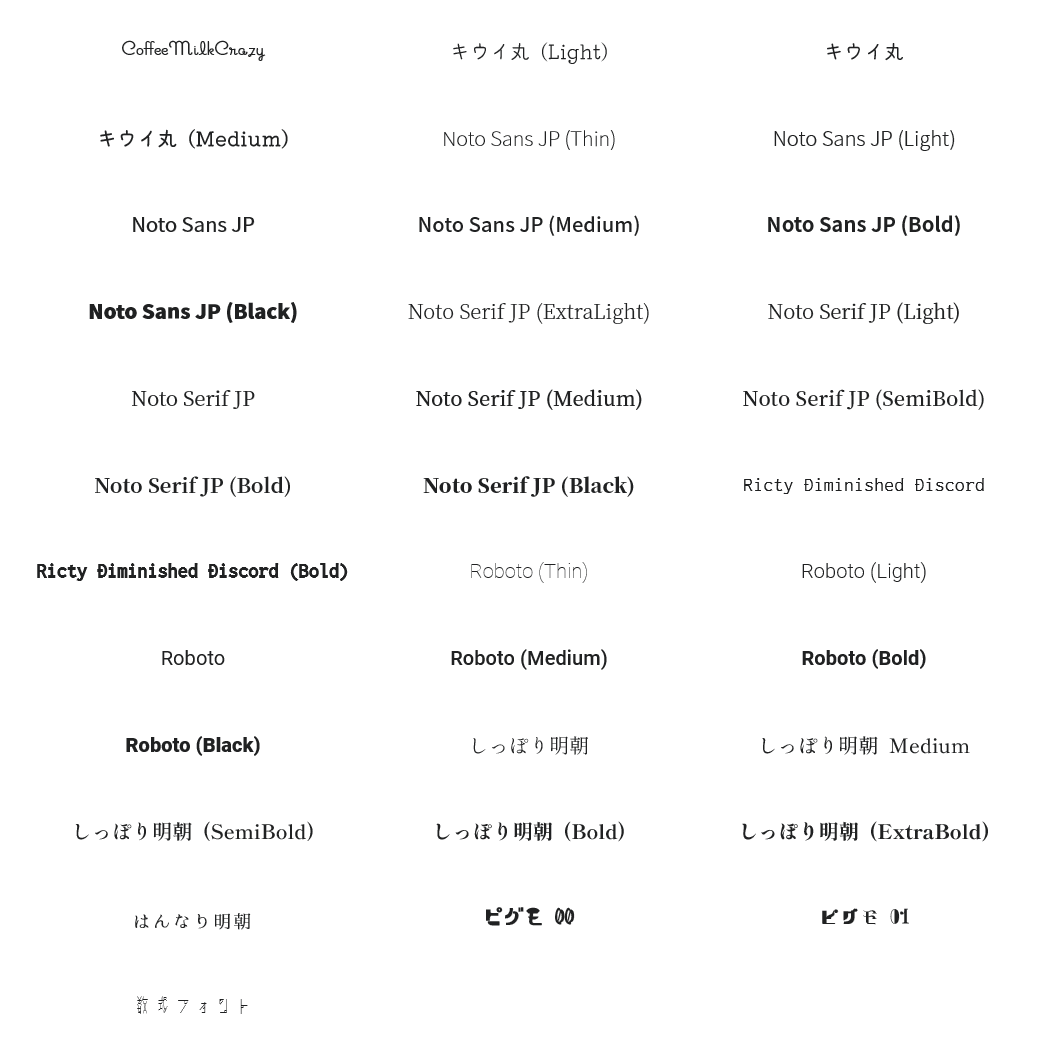 CoffeeMilkCrazy
キウイ丸 (Light)
キウイ丸
キウイ丸 (Medium)
Noto Sans JP (Thin)
Noto Sans JP (Light)
Noto Sans JP
Noto Sans JP (Medium)
Noto Sans JP (Bold)
Noto Sans JP (Black)
Noto Serif JP (ExtraLight)
Noto Serif JP (Light)
Noto Serif JP
Noto Serif JP (Medium)
Noto Serif JP (SemiBold)
Noto Serif JP (Bold)
Noto Serif JP (Black)
Ricty Diminished Discord
Ricty Diminished Discord (Bold)
Roboto (Thin)
Roboto (Light)
Roboto
Roboto (Medium)
Roboto (Bold)
Roboto (Black)
しっぽり明朝
しっぽり明朝 Medium
しっぽり明朝 (SemiBold)
しっぽり明朝 (Bold)
しっぽり明朝 (ExtraBold)
はんなり明朝
ピグモ 00
ピグモ 01
数式フォント